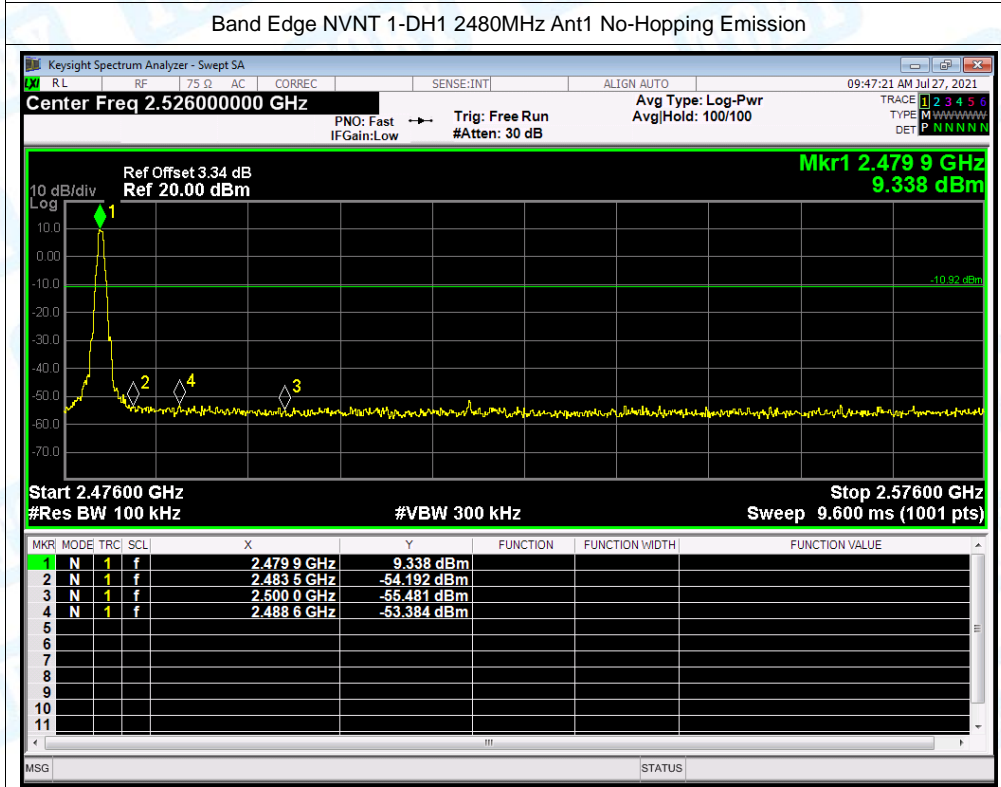 Band Edge NVNT 1-DH1 2480MHz Ant1 No-Hopping Emission
Keysight Spectrum Analyzer - Swept SA
LXI RL RF 75 Ω AC CORREC SENSE:INT ALIGN AUTO 09:47:21 AM Jul 27, 2021
Center Freq 2.526000000 GHz
PNO: Fast
IFGain:Low
Trig: Free Run
#Atten: 30 dB
Avg Type: Log-Pwr
Avg|Hold: 100/100
TRACE 1 2 3 4 5 6
TYPE M W W W W W
DET P N N N N N
Mkr1 2.479 9 GHz
9.338 dBm
Ref Offset 3.34 dB
10 dB/div Ref 20.00 dBm
Log
1
10.0
0.00
-10.0
-10.92 dBm
-20.0
-30.0
-40.0
2
4
3
-50.0
-60.0
-70.0
Start 2.47600 GHz Stop 2.57600 GHz
#Res BW 100 kHz #VBW 300 kHz Sweep 9.600 ms (1001 pts)
MKR MODE TRC SCL X Y FUNCTION FUNCTION WIDTH FUNCTION VALUE
1 N 1 f 2.479 9 GHz 9.338 dBm
2 N 1 f 2.483 5 GHz -54.192 dBm
3 N 1 f 2.500 0 GHz -55.481 dBm
4 N 1 f 2.488 6 GHz -53.384 dBm
5
6
7
8
9
10
11
MSG STATUS